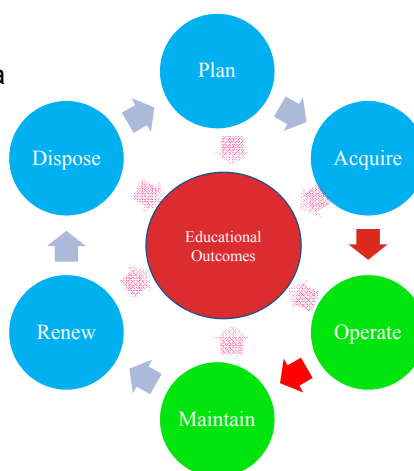 a
Plan
Dispose
Acquire
Educational
Outcomes
Renew
Operate
Maintain